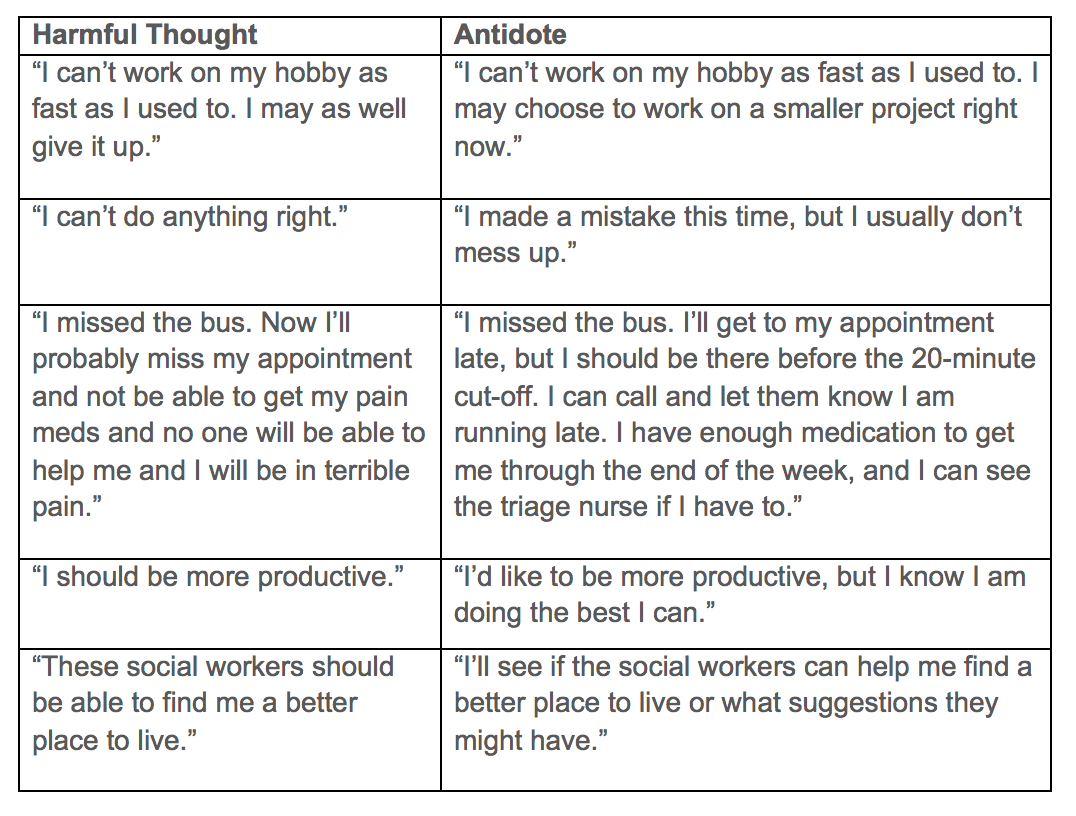 Harmful Thought
Antidote
“I can’t work on my hobby as
fast as I used to. I may as well
give it up.”
“I can’t work on my hobby as fast as I used to. I
may choose to work on a smaller project right
now.”
“I can’t do anything right.”
“I made a mistake this time, but I usually don’t
mess up.”
“I missed the bus. Now I’ll
probably miss my appointment
and not be able to get my pain
meds and no one will be able to
help me and I will be in terrible
pain.”
“I missed the bus. I’ll get to my appointment
late, but I should be there before the 20-minute
cut-off. I can call and let them know I am
running late. I have enough medication to get
me through the end of the week, and I can see
the triage nurse if I have to.”
“I should be more productive.”
“I’d like to be more productive, but I know I am
doing the best I can.”
“These social workers should
be able to find me a better
place to live.”
“I’ll see if the social workers can help me find a
better place to live or what suggestions they
might have.”